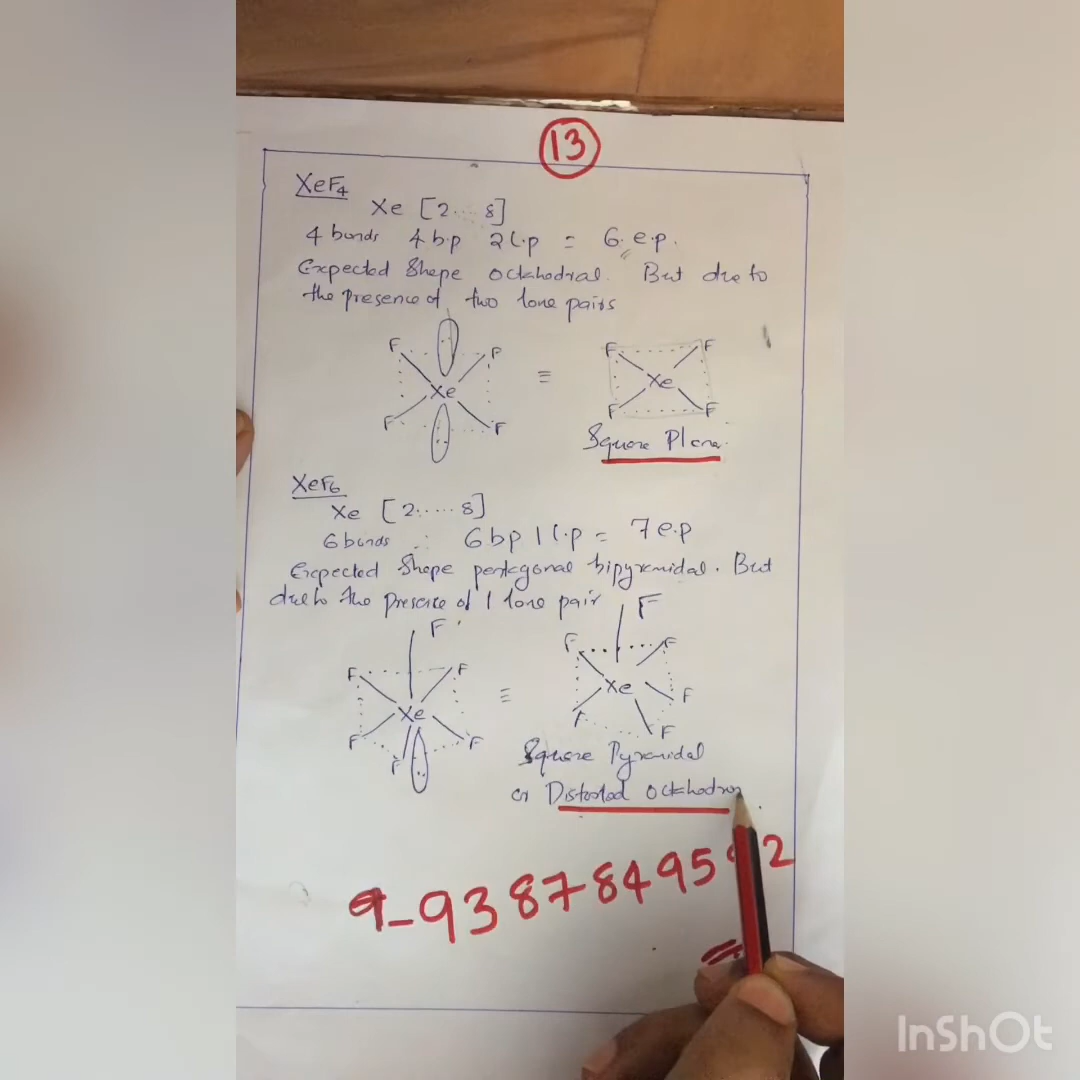 13
XeF4
Xe [2.... 8]
4 bonds 4 b.p 2 l.p = 6 e.p.
Expected Shape octahedral. But due to
the presence of two lone pairs
F F F F
F F F F
Xe ≡ Xe
F F F F
Square Plane.
XeF6
Xe [2..... 8]
6 bonds ∴ 6 bp 1 l.p = 7 e.p
Expected Shape pentagonal bipyramidal. But
due to the presence of 1 lone pair
F F
F F F F
Xe ≡ Xe F
F F F F F
Square Pyramidal
or Distorted octahedron
InShOt